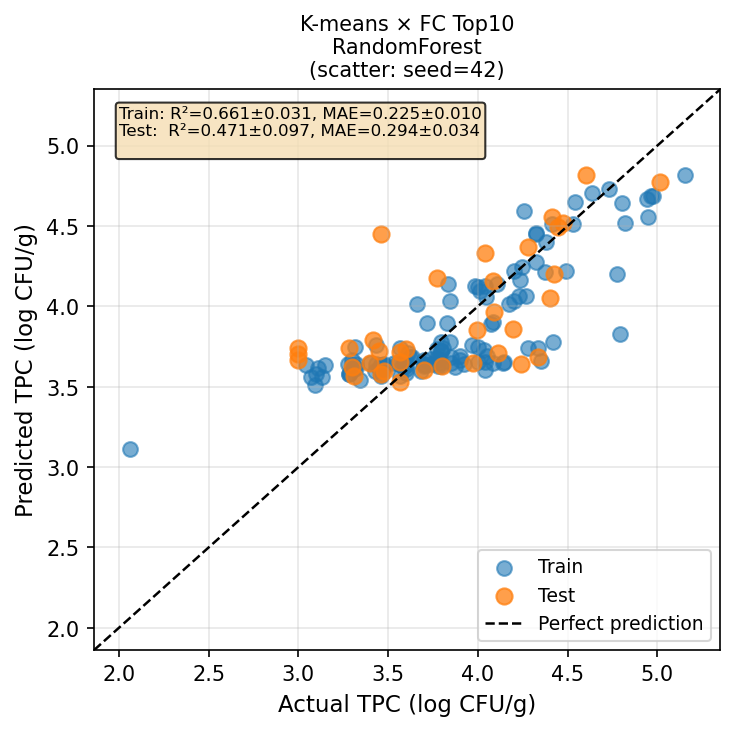 K-means × FC Top10
RandomForest
(scatter: seed=42)
Train: R²=0.661±0.031, MAE=0.225±0.010
Test:  R²=0.471±0.097, MAE=0.294±0.034
5.0
4.5
4.0
3.5
3.0
2.5
2.0
Predicted TPC (log CFU/g)
Train
Test
Perfect prediction
2.0 2.5 3.0 3.5 4.0 4.5 5.0
Actual TPC (log CFU/g)